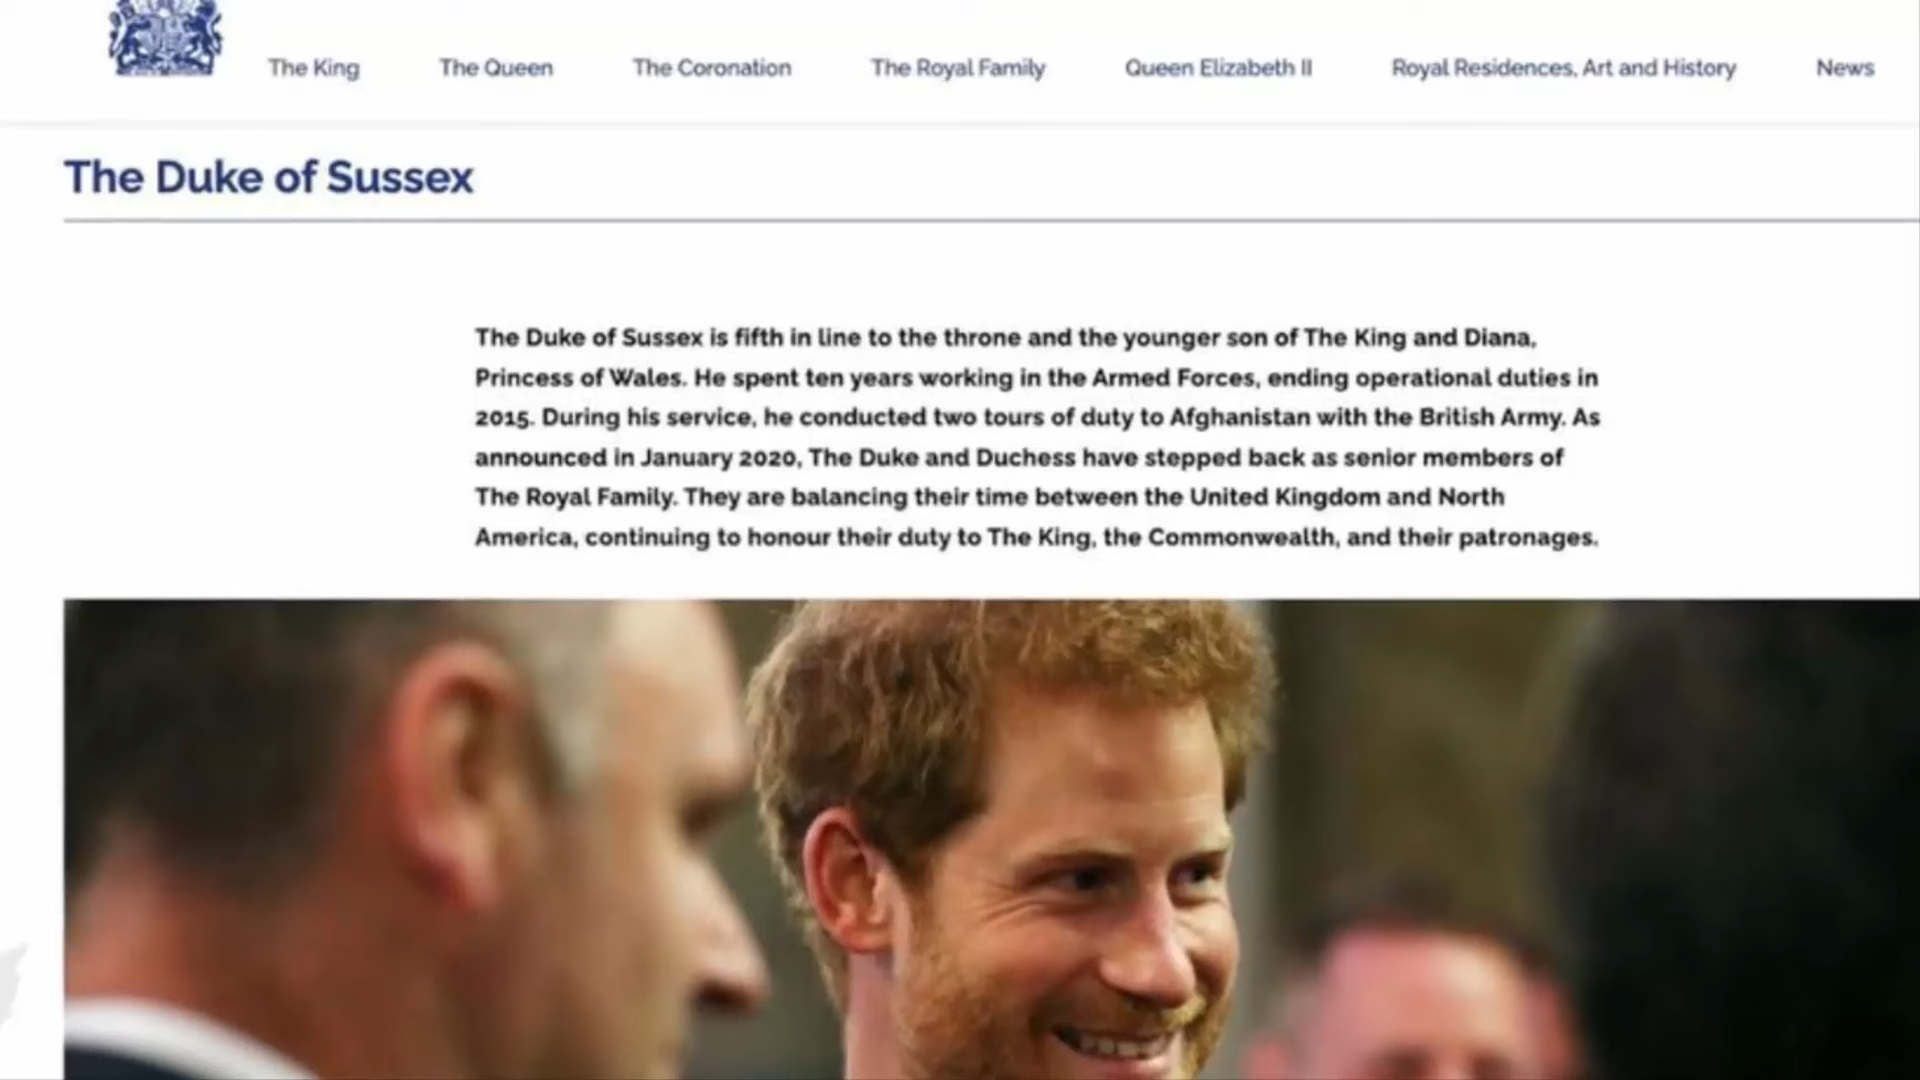 The King
The Queen
The Coronation
The Royal Family
Queen Elizabeth II
Royal Residences, Art and History
News
The Duke of Sussex
The Duke of Sussex is fifth in line to the throne and the younger son of The King and Diana,
Princess of Wales. He spent ten years working in the Armed Forces, ending operational duties in
2015. During his service, he conducted two tours of duty to Afghanistan with the British Army. As
announced in January 2020, The Duke and Duchess have stepped back as senior members of
The Royal Family. They are balancing their time between the United Kingdom and North
America, continuing to honour their duty to The King, the Commonwealth, and their patronages.